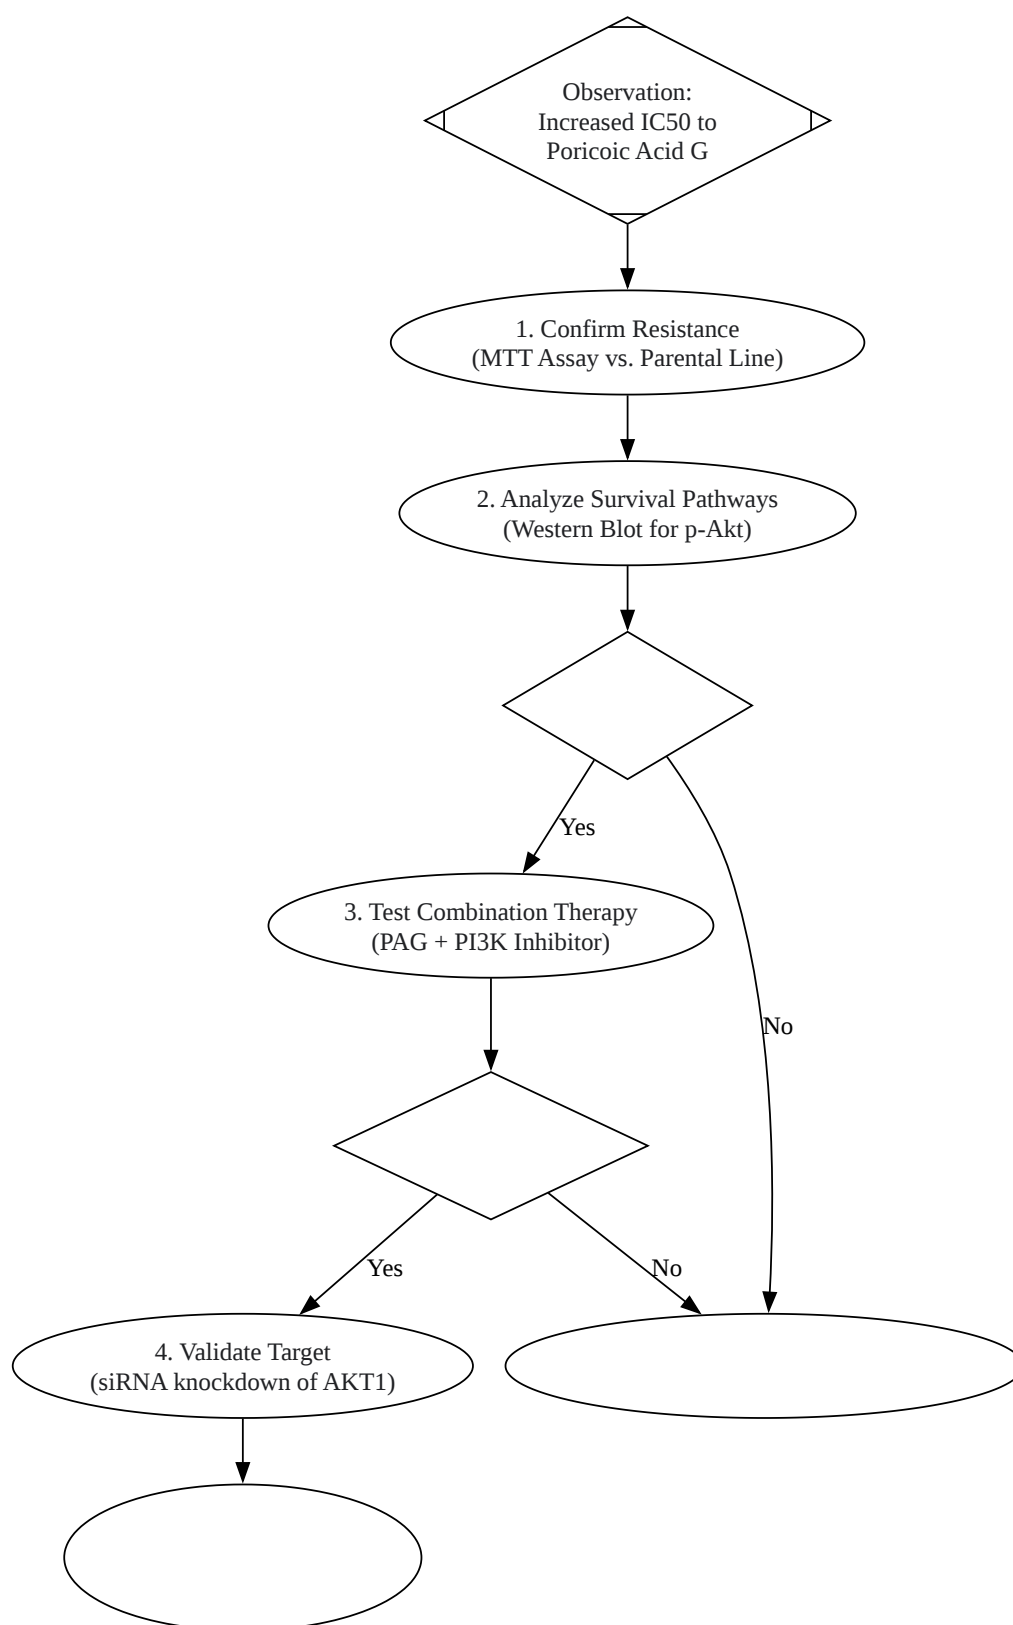 Observation:
Increased IC50 to
Poricoic Acid G
1. Confirm Resistance
(MTT Assay vs. Parental Line)
2. Analyze Survival Pathways
(Western Blot for p-Akt)
Yes
3. Test Combination Therapy
(PAG + PI3K Inhibitor)
No
Yes
No
4. Validate Target
(siRNA knockdown of AKT1)